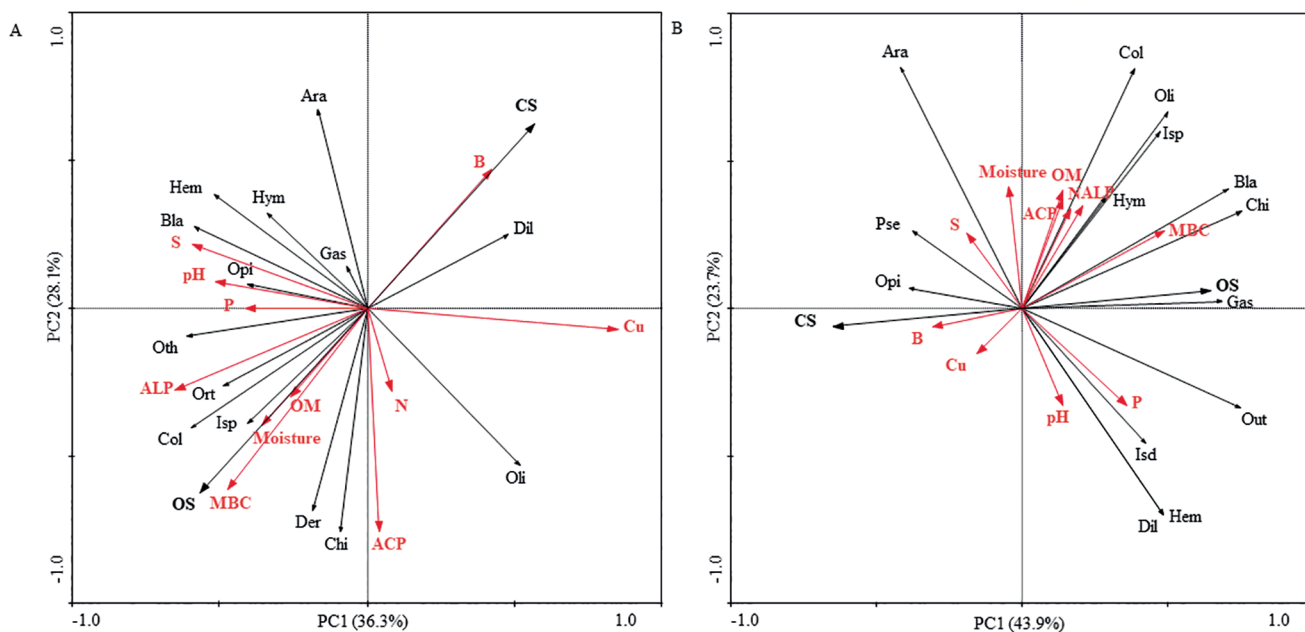 A
1.0
Ara
CS
B
Hem
Hym
Bla
Dil
S
Gas
pH
Opi
P
Cu
Oth
ALP
Ort
OM
N
Isp
Col
Moisture
Oli
OS
MBC
Der
Chi
ACP
PC2 (28.1%)
-1.0
-1.0
PC1 (36.3%)
1.0
B
1.0
Ara
Col
Oli
Isp
Moisture
OM
NALP
Bla
Hym
ACP
Chi
Pse
S
MBC
Opi
OS
Gas
CS
B
Cu
P
pH
Out
Isd
Hem
Dil
PC2 (23.7%)
-1.0
-1.0
PC1 (43.9%)
1.0